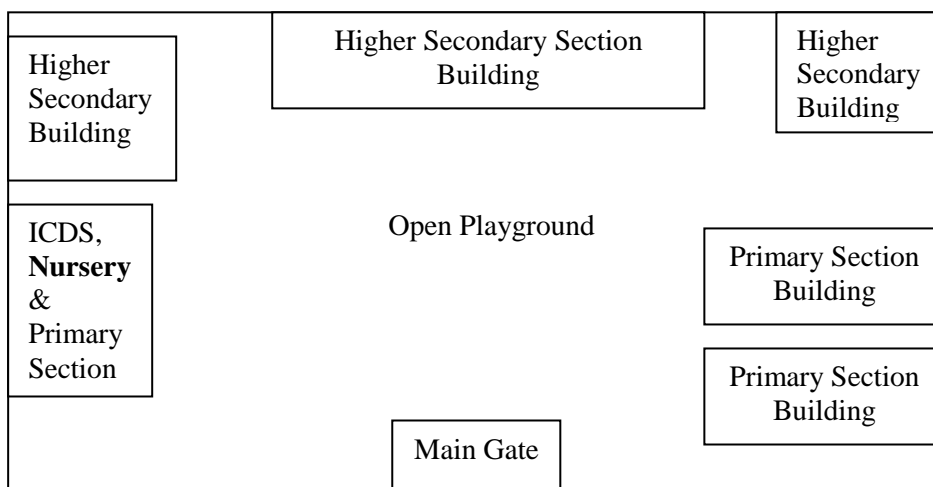 Higher Secondary Section
Building
Higher
Secondary
Building
Higher
Secondary
Building
Open Playground
ICDS,
Nursery
&
Primary
Section
Primary Section
Building
Primary Section
Building
Main Gate